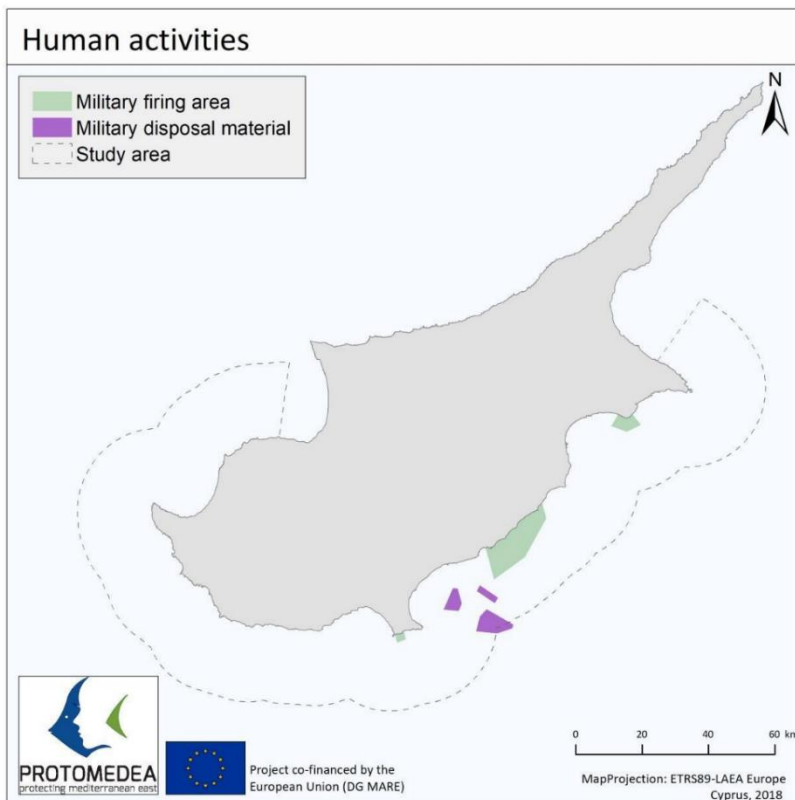 Human activities
Military firing area
Military disposal material
Study area
N
PROTOMEDEA
protecting mediterranean east
Project co-financed by the
European Union (DG MARE)
0 20 40 60 km
MapProjection: ETRS89-LAEA Europe
Cyprus, 2018